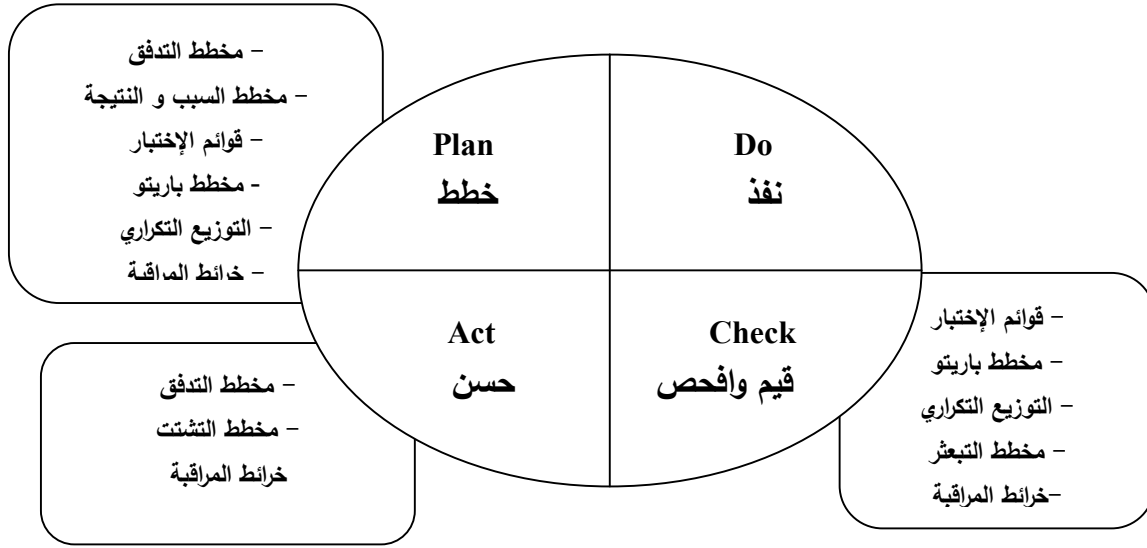 – مخطط التدفق
– مخطط السبب و النتيجة
– قوائم الإختبار
- مخطط باريتو
– التوزيع التكراري
– خرائط المراقبة
Plan
خطط
Do
نفذ
Act
حسن
Check
قيم وافحص
– مخطط التدفق
– مخطط التشتت
خرائط المراقبة
– قوائم الإختبار
– مخطط باريتو
– التوزيع التكراري
– مخطط التبعثر
–خرائط المراقبة